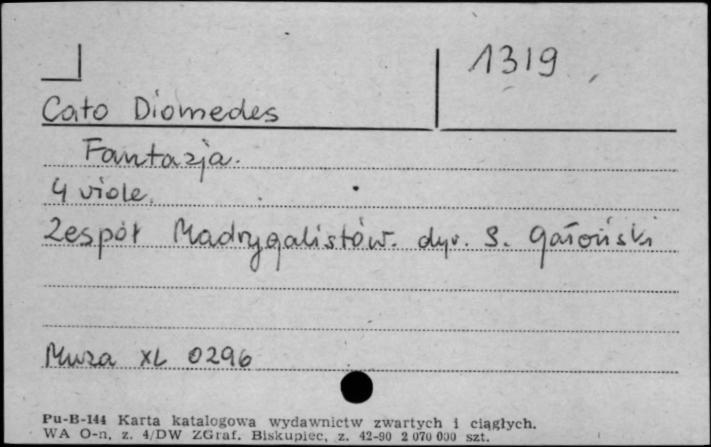 1319
Cato Diomedes
Fantazja.
4 viole.
Zespół Madrygalistów. dyr. S. Gałoński
Muza XL 0296
Pu-B-144 Karta katalogowa wydawnictw zwartych i ciągłych.
WA O-n, z. 4/DW ZGraf. Biskupiec, z. 42-90 2 070 000 szt.